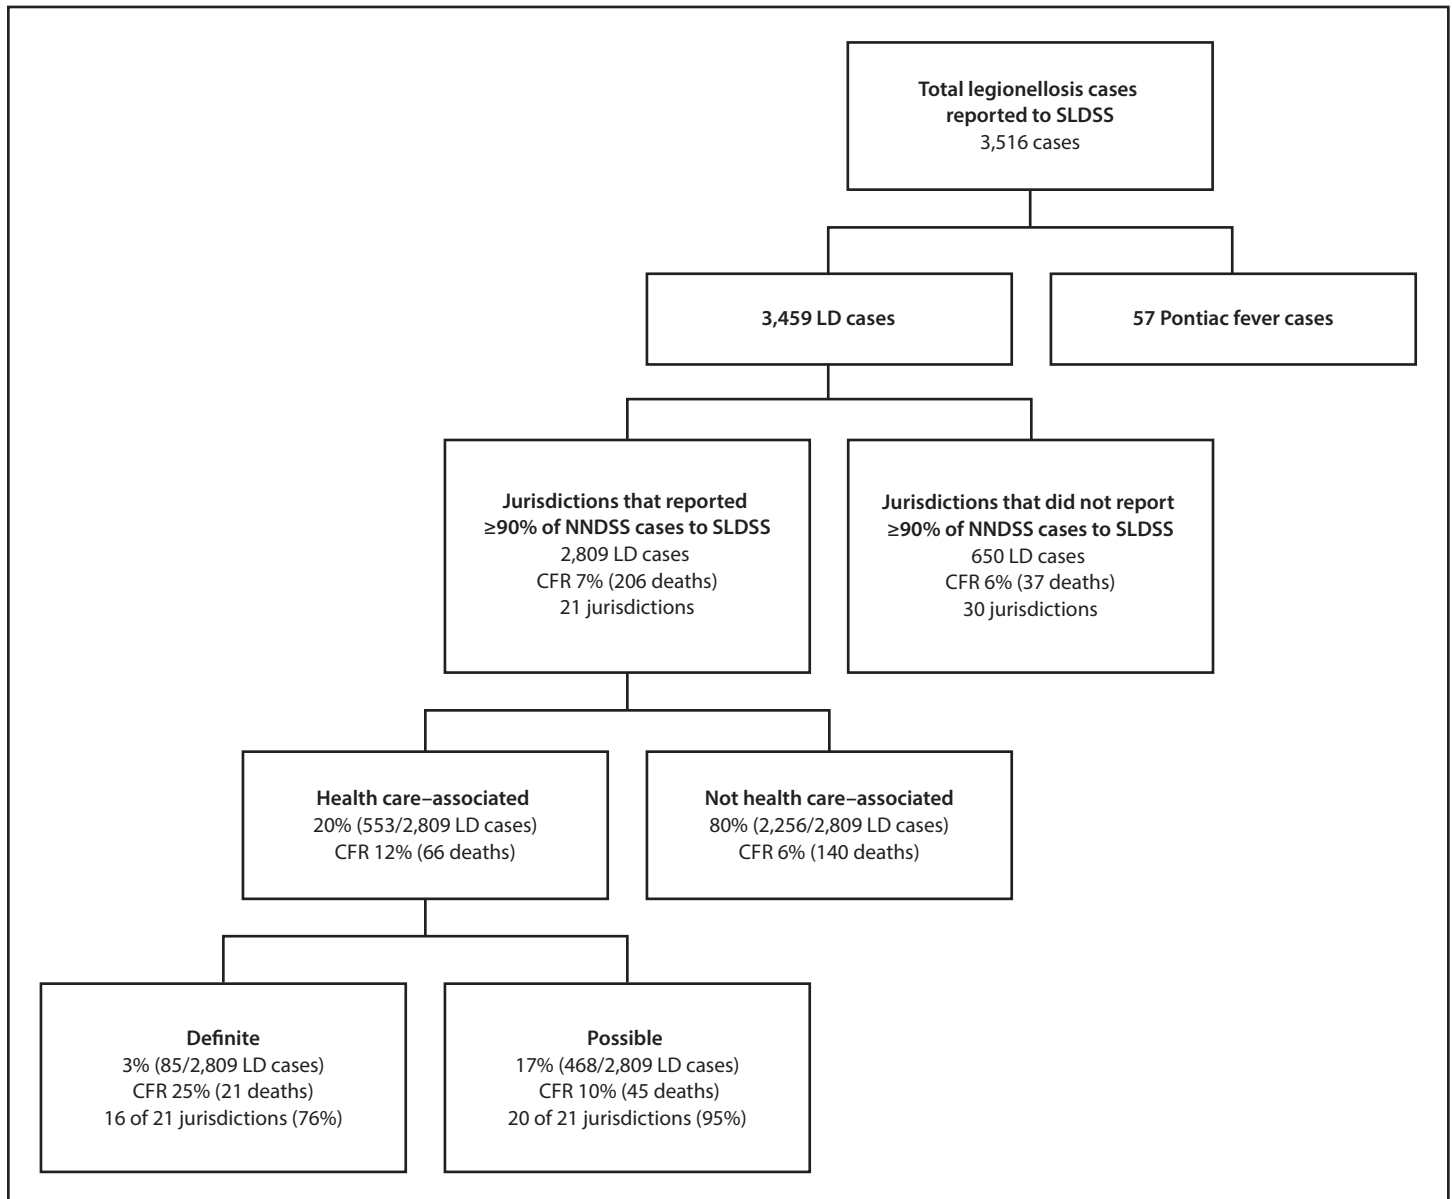 Total legionellosis cases
reported to SLDSS
3,516 cases
3,459 LD cases
57 Pontiac fever cases
Jurisdictions that reported
≥90% of NNDSS cases to SLDSS
2,809 LD cases
CFR 7% (206 deaths)
21 jurisdictions
Jurisdictions that did not report
≥90% of NNDSS cases to SLDSS
650 LD cases
CFR 6% (37 deaths)
30 jurisdictions
Health care–associated
20% (553/2,809 LD cases)
CFR 12% (66 deaths)
Not health care–associated
80% (2,256/2,809 LD cases)
CFR 6% (140 deaths)
Definite
3% (85/2,809 LD cases)
CFR 25% (21 deaths)
16 of 21 jurisdictions (76%)
Possible
17% (468/2,809 LD cases)
CFR 10% (45 deaths)
20 of 21 jurisdictions (95%)